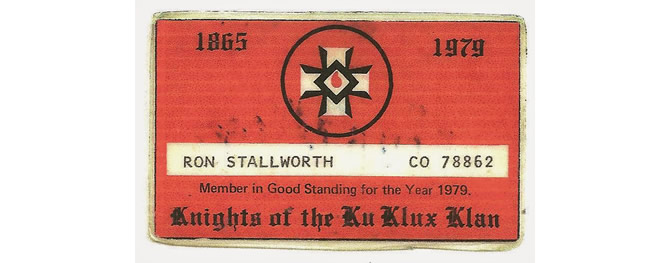 1865 1979
RON STALLWORTH CO 78862
Member in Good Standing for the Year 1979.
Knights of the Ku Klux Klan